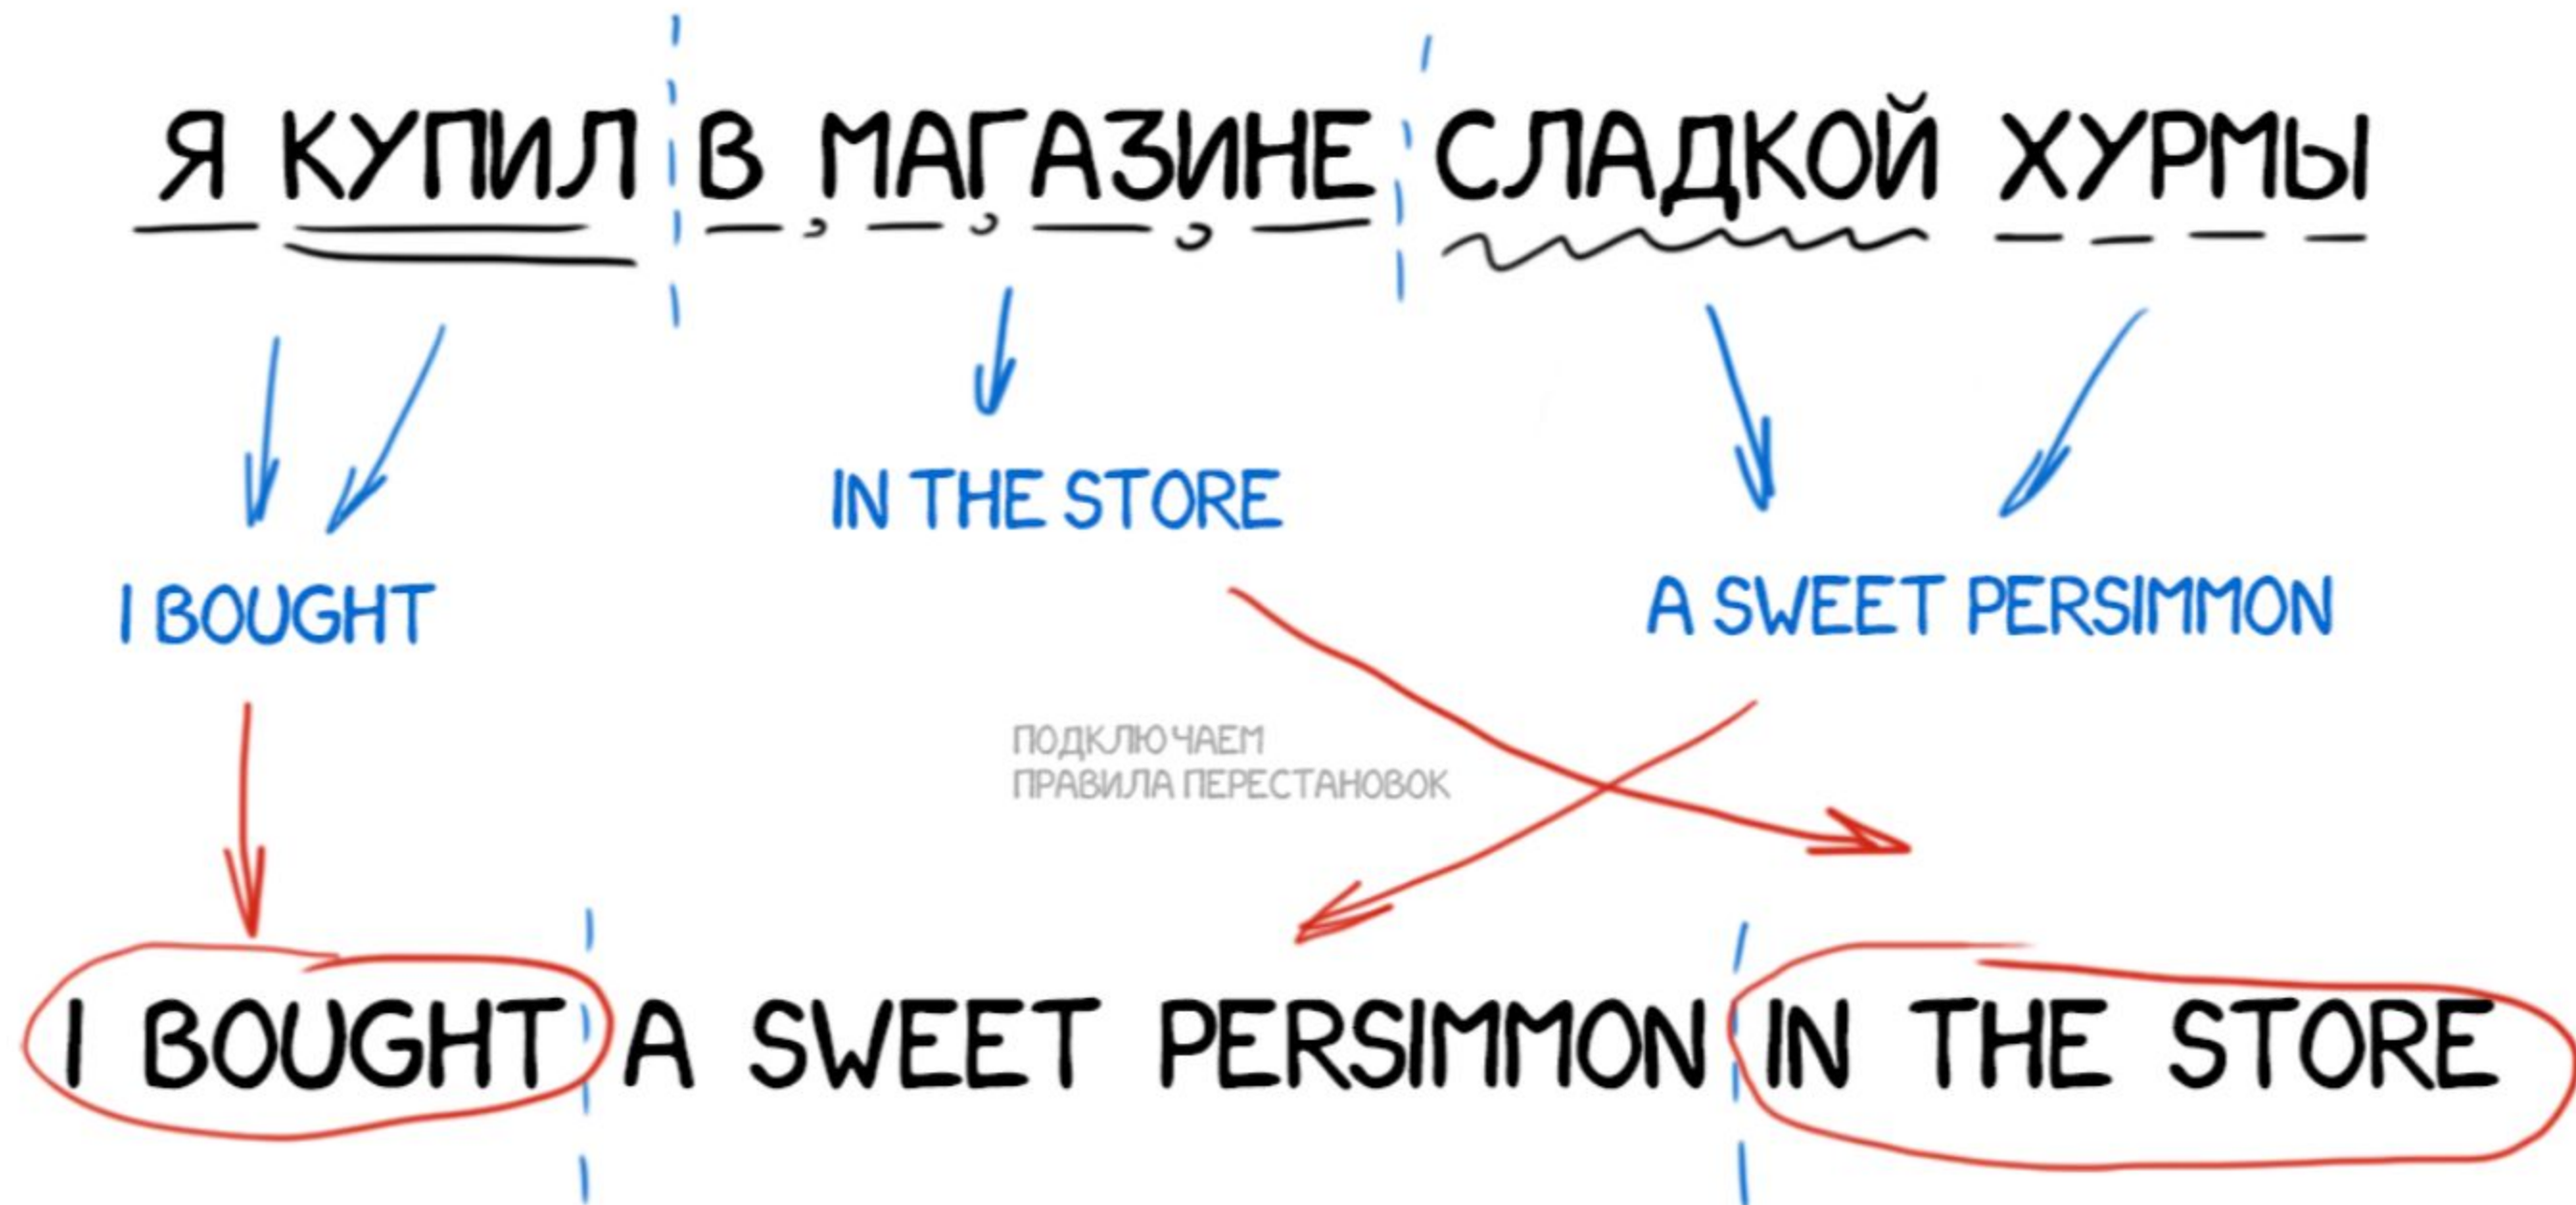 Я КУПИЛ В МАГАЗИНЕ СЛАДКОЙ ХУРМЫ
IN THE STORE
I BOUGHT
A SWEET PERSIMMON
ПОДКЛЮЧАЕМ
ПРАВИЛА ПЕРЕСТАНОВОК
I BOUGHT A SWEET PERSIMMON IN THE STORE